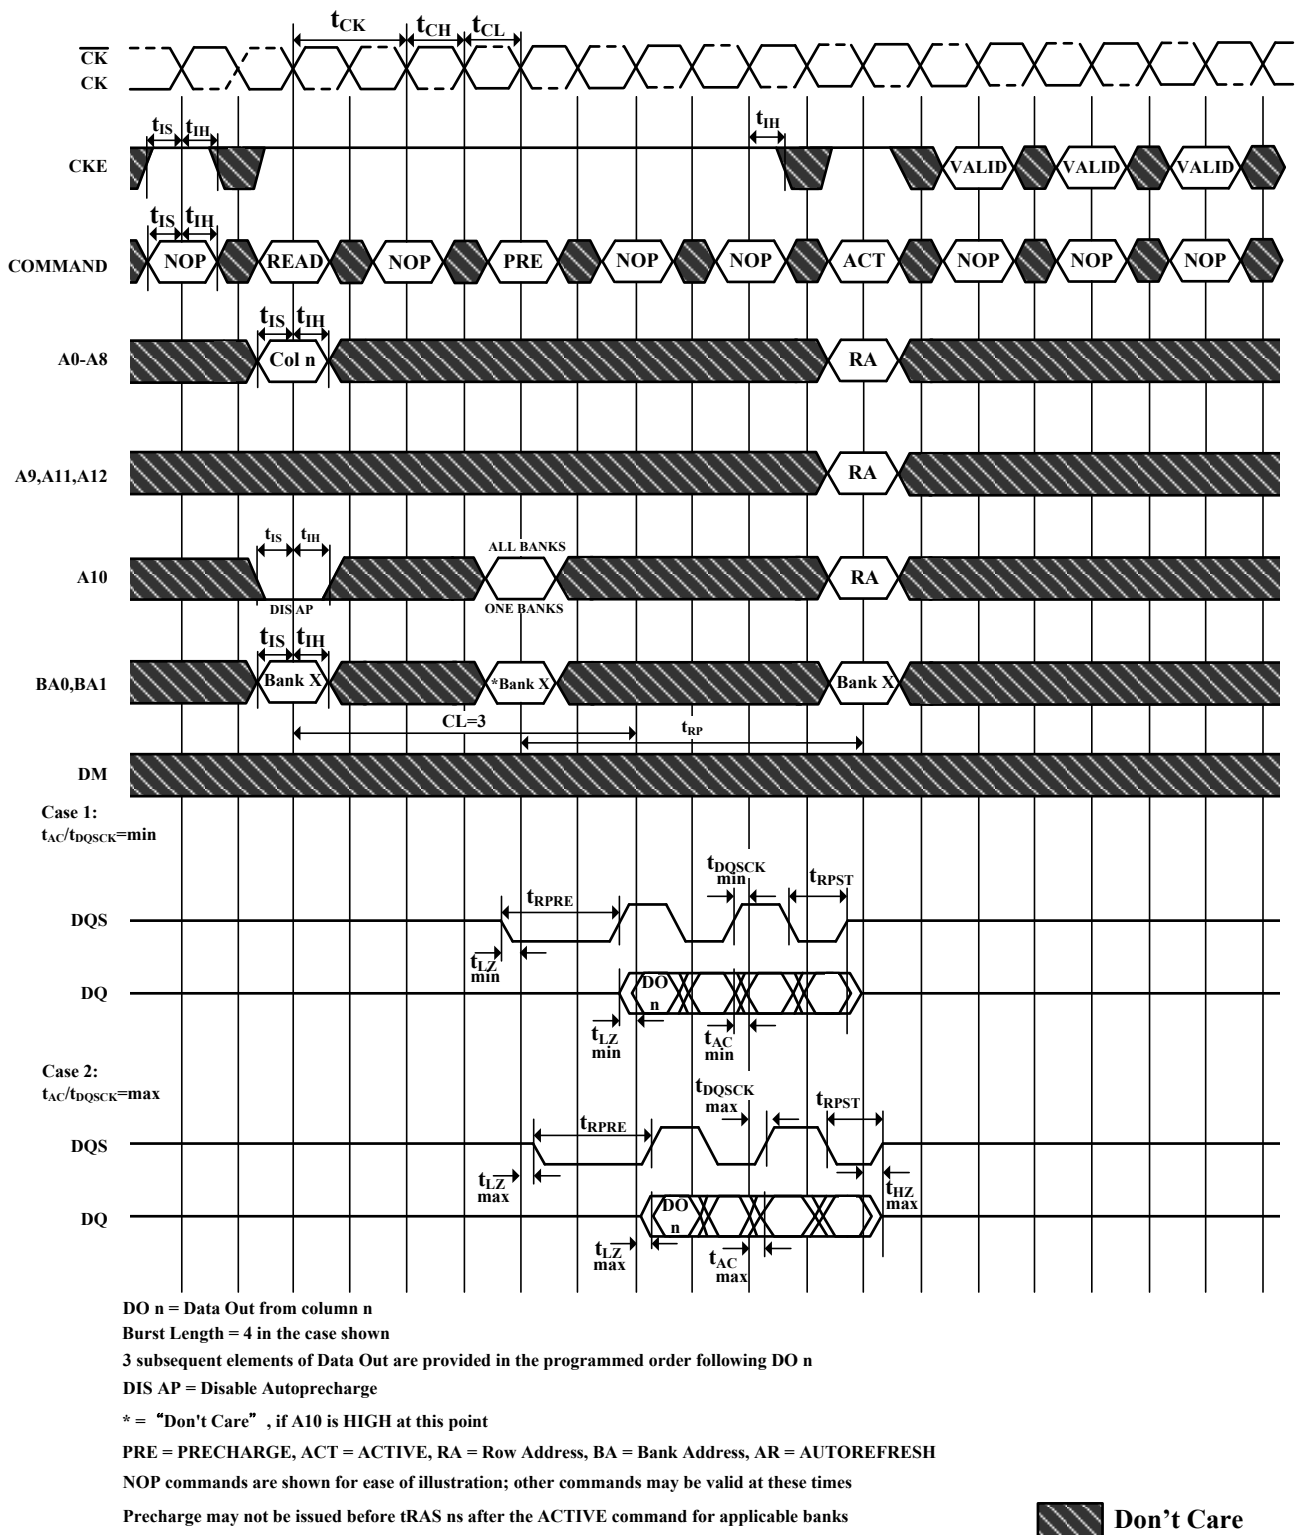 tCK tCH tCL
CK
CK
tIS tIH tIH
CKE VALID VALID VALID
tIS tIH
COMMAND NOP READ NOP PRE NOP NOP ACT NOP NOP NOP
tIS tIH
A0-A8 Col n RA
A9,A11,A12 RA
tIS tIH ALL BANKS
A10 RA
DIS AP ONE BANKS
tIS tIH
BA0,BA1 Bank X *Bank X Bank X
CL=3 tRP
DM
Case 1:
tAC/tDQSCK=min
tDQSCK min tRPST
tRPRE
DQS
tLZ min
DQ DO n
tLZ min tAC min
Case 2:
tAC/tDQSCK=max
tDQSCK max tRPST
tRPRE
DQS
tLZ max tHZ max
DQ DO n
tLZ max tAC max
DO n = Data Out from column n
Burst Length = 4 in the case shown
3 subsequent elements of Data Out are provided in the programmed order following DO n
DIS AP = Disable Autoprecharge
* = “Don't Care”, if A10 is HIGH at this point
PRE = PRECHARGE, ACT = ACTIVE, RA = Row Address, BA = Bank Address, AR = AUTOREFRESH
NOP commands are shown for ease of illustration; other commands may be valid at these times
Precharge may not be issued before tRAS ns after the ACTIVE command for applicable banks
Don’t Care